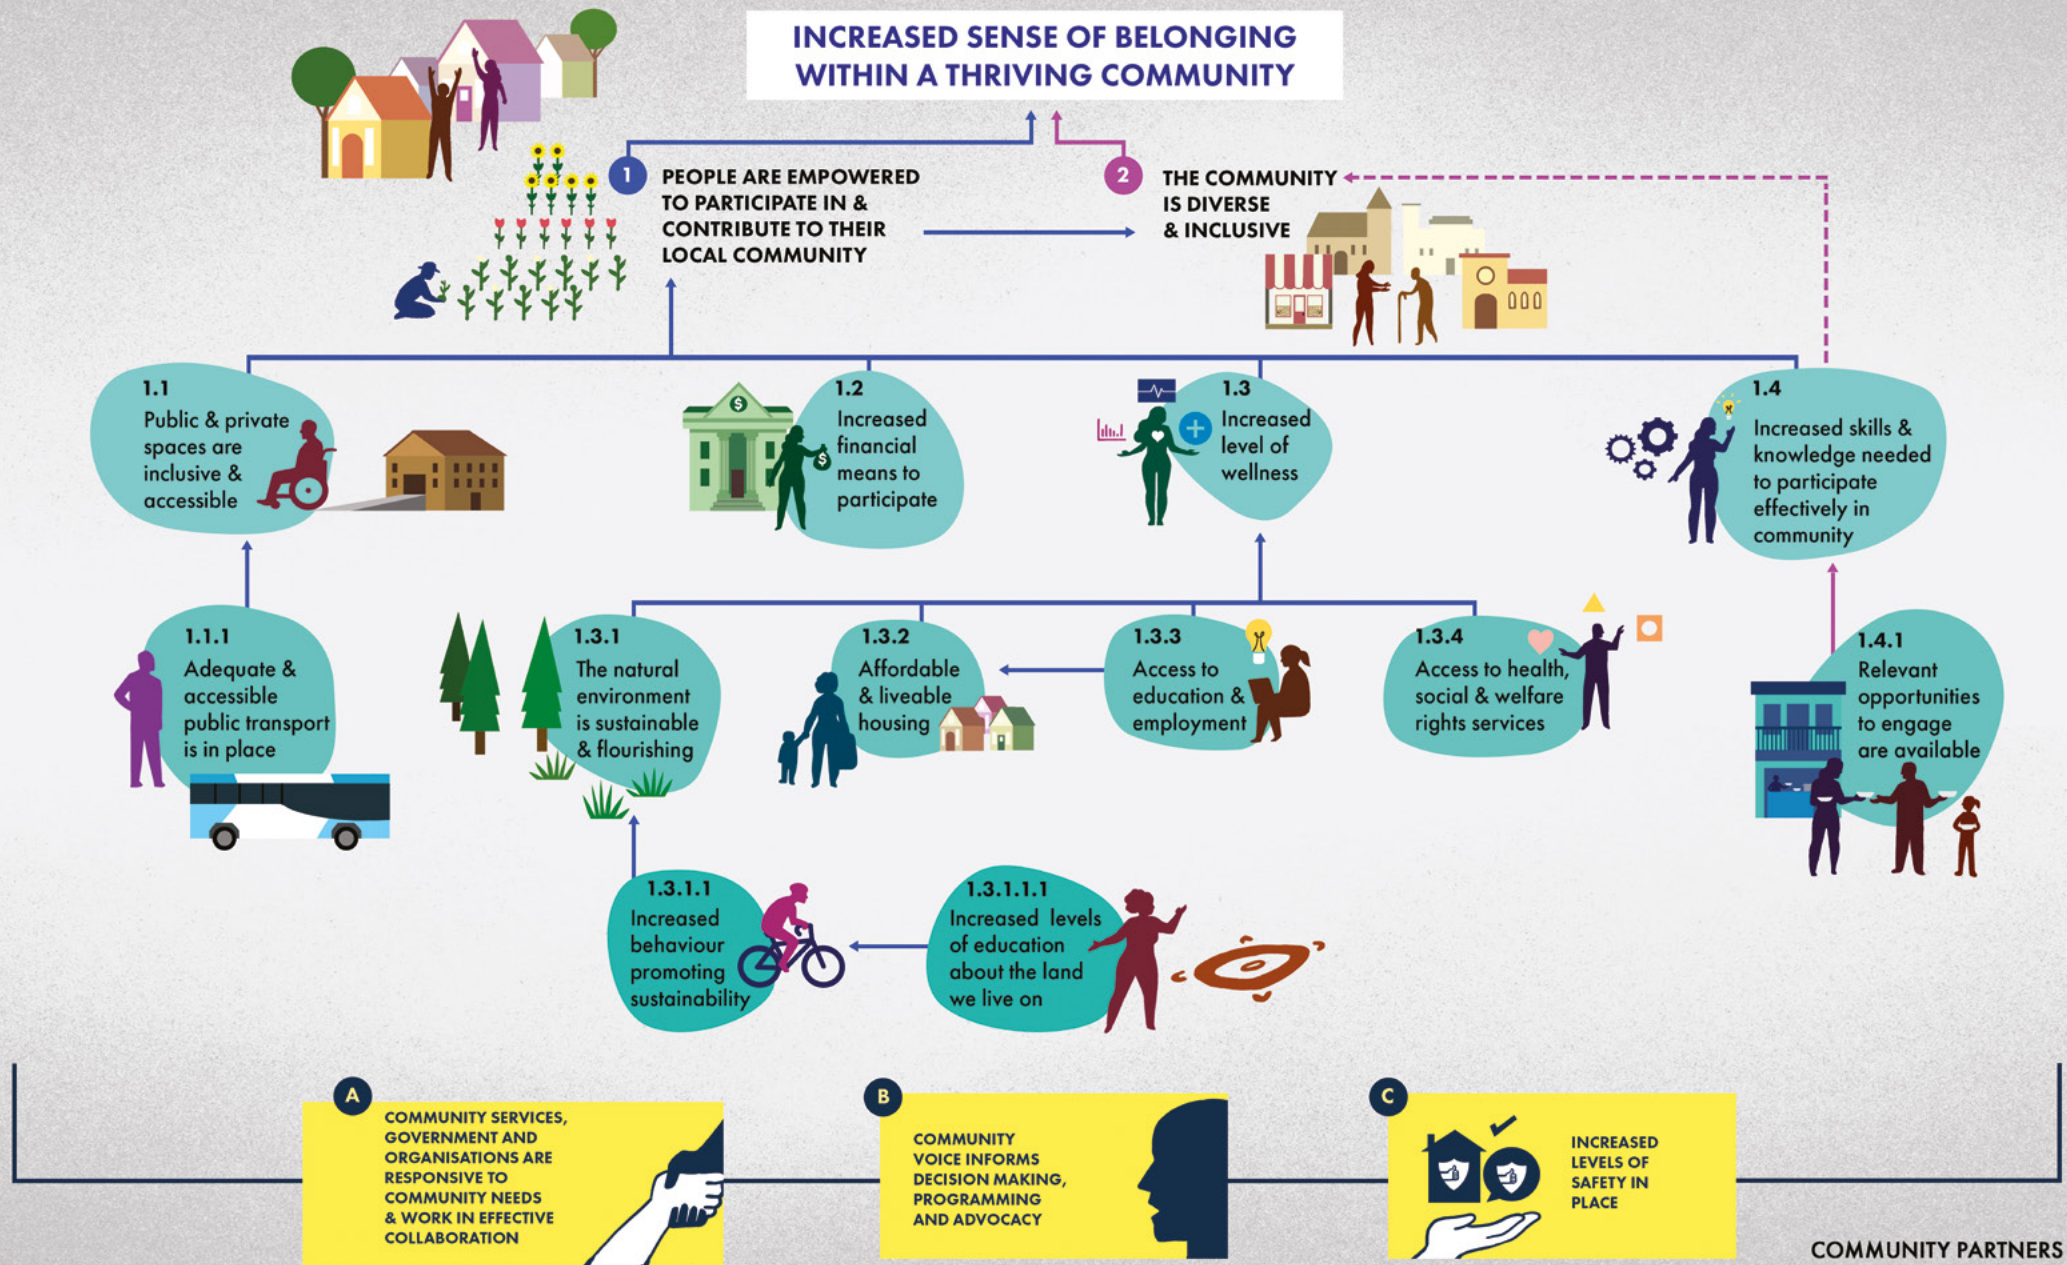 INCREASED SENSE OF BELONGING
WITHIN A THRIVING COMMUNITY
1
PEOPLE ARE EMPOWERED
TO PARTICIPATE IN &
CONTRIBUTE TO THEIR
LOCAL COMMUNITY
2
THE COMMUNITY
IS DIVERSE
& INCLUSIVE
1.1
Public & private
spaces are
inclusive &
accessible
$
$
1.2
Increased
financial
means to
participate
1.3
Increased
level of
wellness
1.4
Increased skills &
knowledge needed
to participate
effectively in
community
1.1.1
Adequate &
accessible
public transport
is in place
1.3.1
The natural
environment
is sustainable
& flourishing
1.3.2
Affordable
& liveable
housing
1.3.3
Access to
education &
employment
1.3.4
Access to health,
social & welfare
rights services
1.4.1
Relevant
opportunities
to engage
are available
1.3.1.1
Increased
behaviour
promoting
sustainability
1.3.1.1.1
Increased levels
of education
about the land
we live on
A
COMMUNITY SERVICES,
GOVERNMENT AND
ORGANISATIONS ARE
RESPONSIVE TO
COMMUNITY NEEDS
& WORK IN EFFECTIVE
COLLABORATION
B
COMMUNITY
VOICE INFORMS
DECISION MAKING,
PROGRAMMING
AND ADVOCACY
C
INCREASED
LEVELS OF
SAFETY IN
PLACE
COMMUNITY PARTNERS